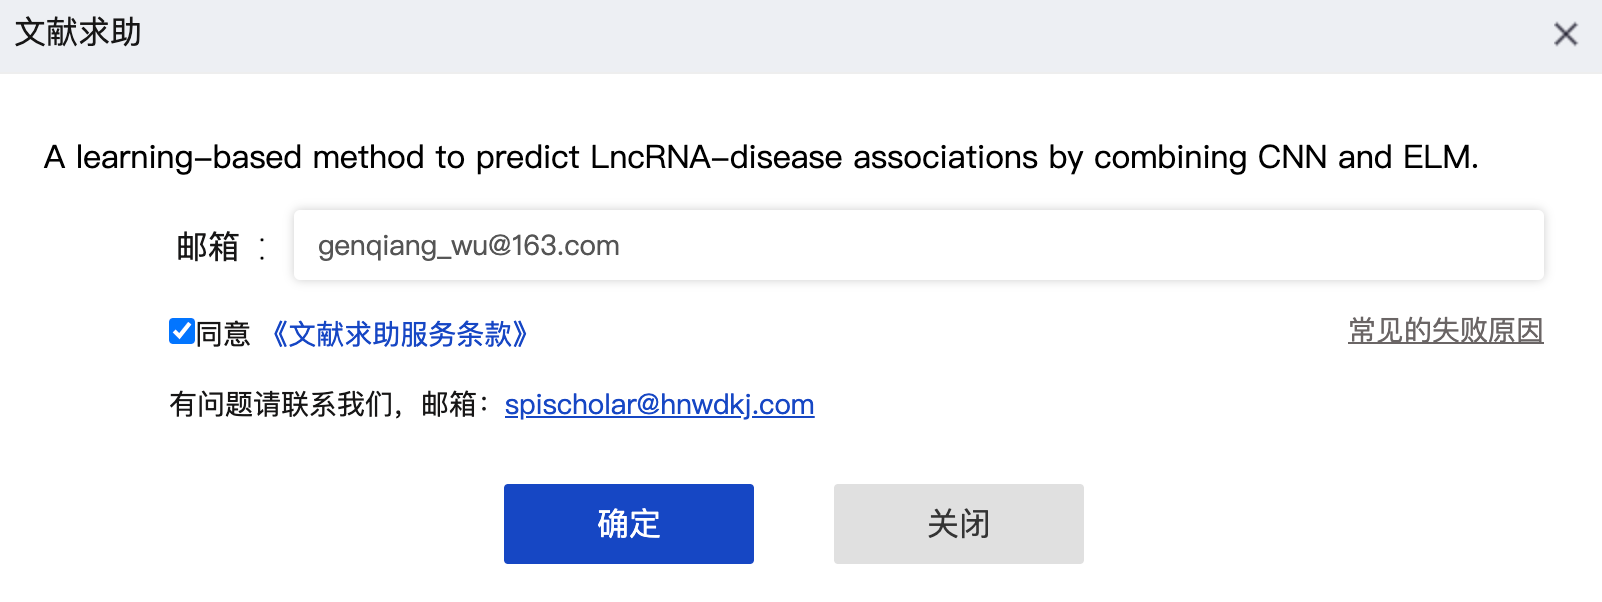 文献求助
A learning-based method to predict LncRNA-disease associations by combining CNN and ELM.
邮箱 : genqiang_wu@163.com
同意 《文献求助服务条款》 常见的失败原因
有问题请联系我们，邮箱：spischolar@hnwdkj.com
确定 关闭